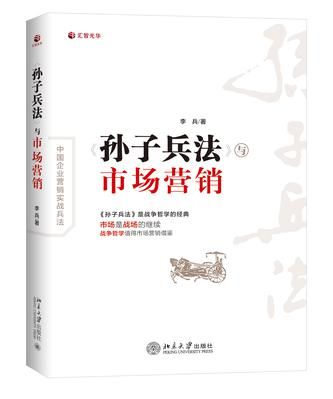 汇智光华
孙子兵法
李 兵/著
《孙子兵法》与
市场营销
《孙子兵法》是战争哲学的经典
市场是战场的继续
战争哲学值得市场营销借鉴
北京大学出版社
PEKING UNIVERSITY PRESS
《孙子兵法》
与
市场营销
中国企业营销实战兵法
李 兵/著
北京大学出版社